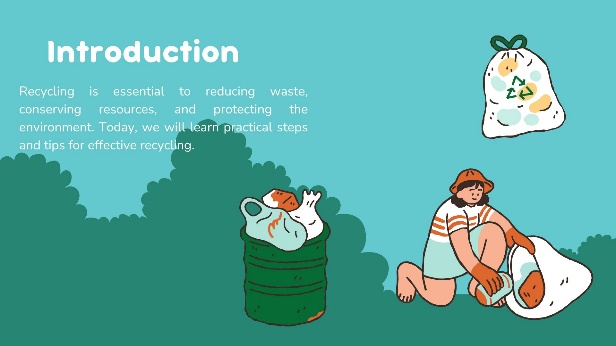 Introduction
Recycling is essential to reducing waste,
conserving resources, and protecting the
environment. Today, we will learn practical steps
and tips for effective recycling.